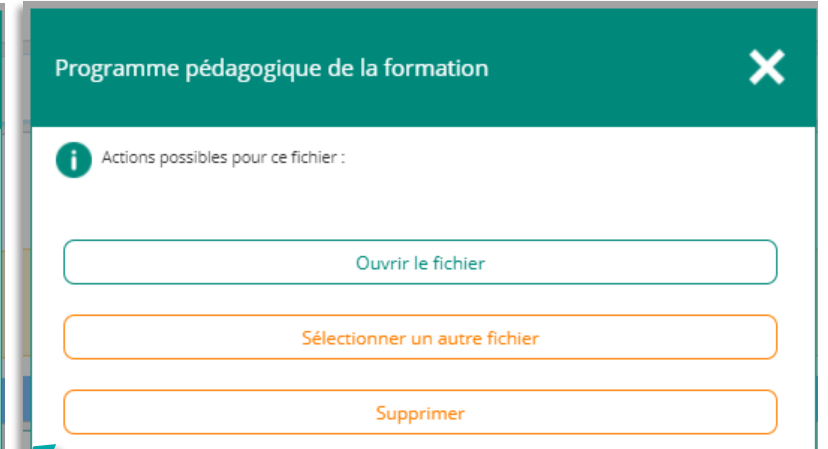 Programme pédagogique de la formation
Actions possibles pour ce fichier :
Ouvrir le fichier
Sélectionner un autre fichier
Supprimer